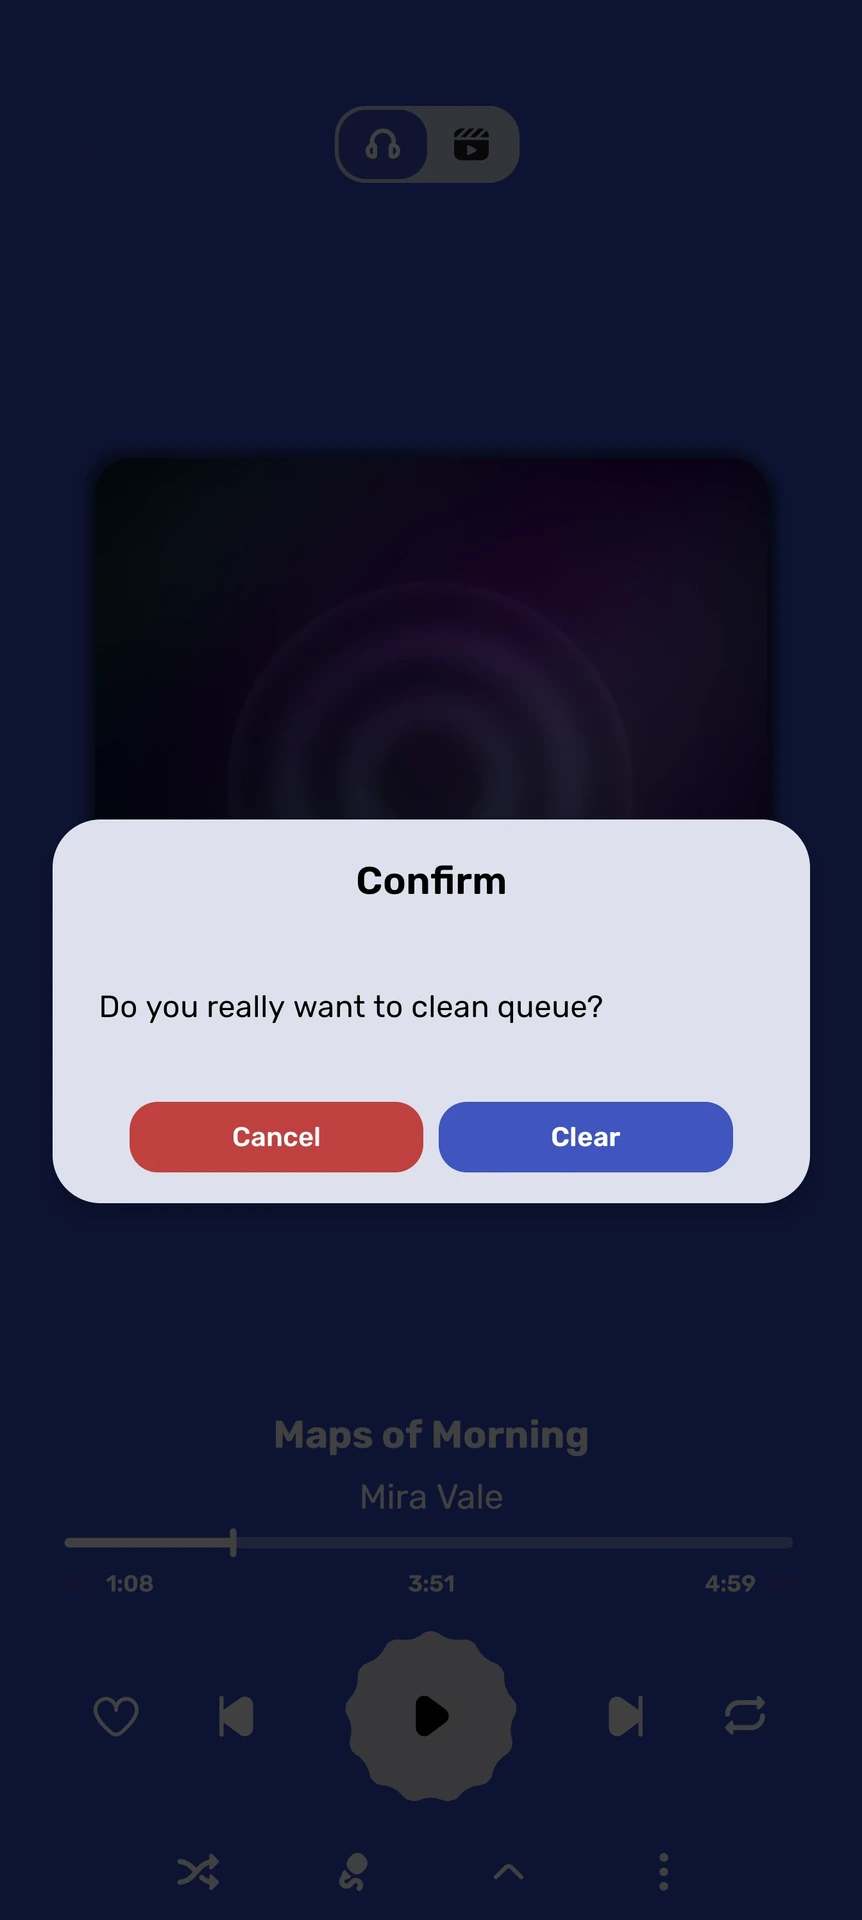 Confirm
Do you really want to clean queue?
Cancel
Clear
Maps of Morning
Mira Vale
1:08
3:51
4:59